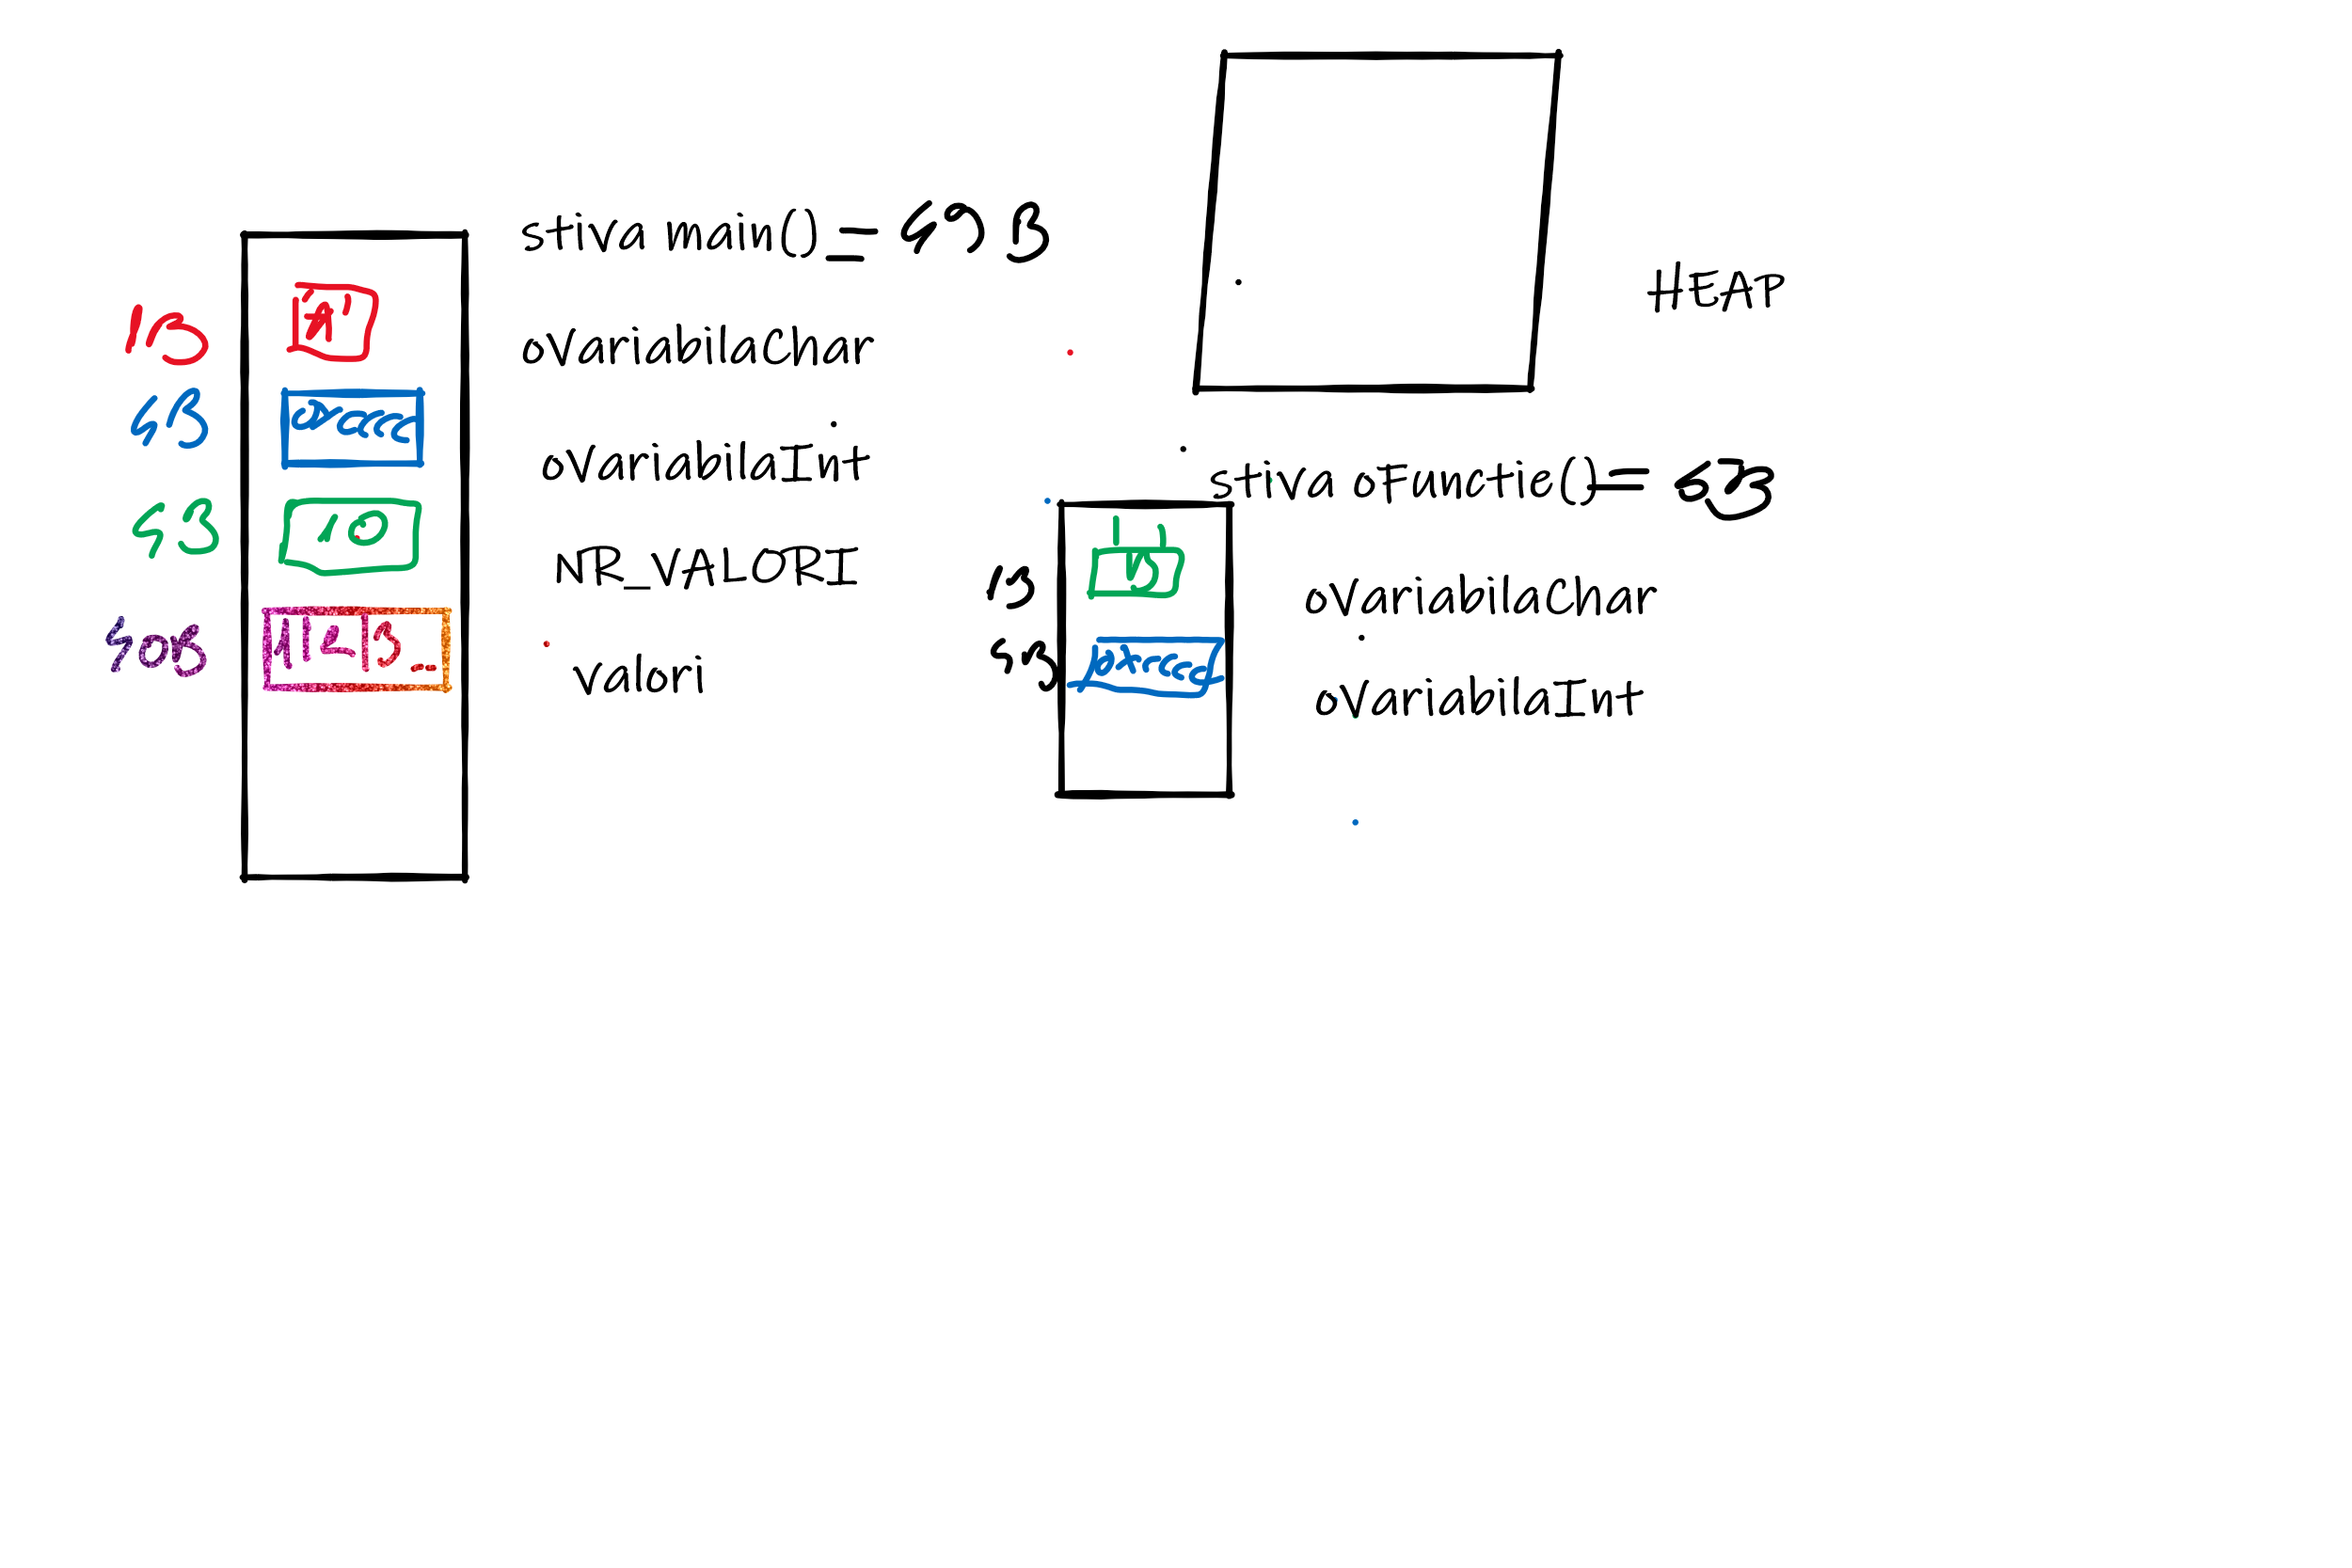 stiva main() = 49 B
1B 'A' oVariabilaChar
HEAP
4B 0xcccc oVariabilaInt
stiva oFunctie() = 5B
4B 10 NR_VALORI
1B 'B' oVariabilaChar
40B 1|2|3... valori
4B 0xcccc oVariabilaInt